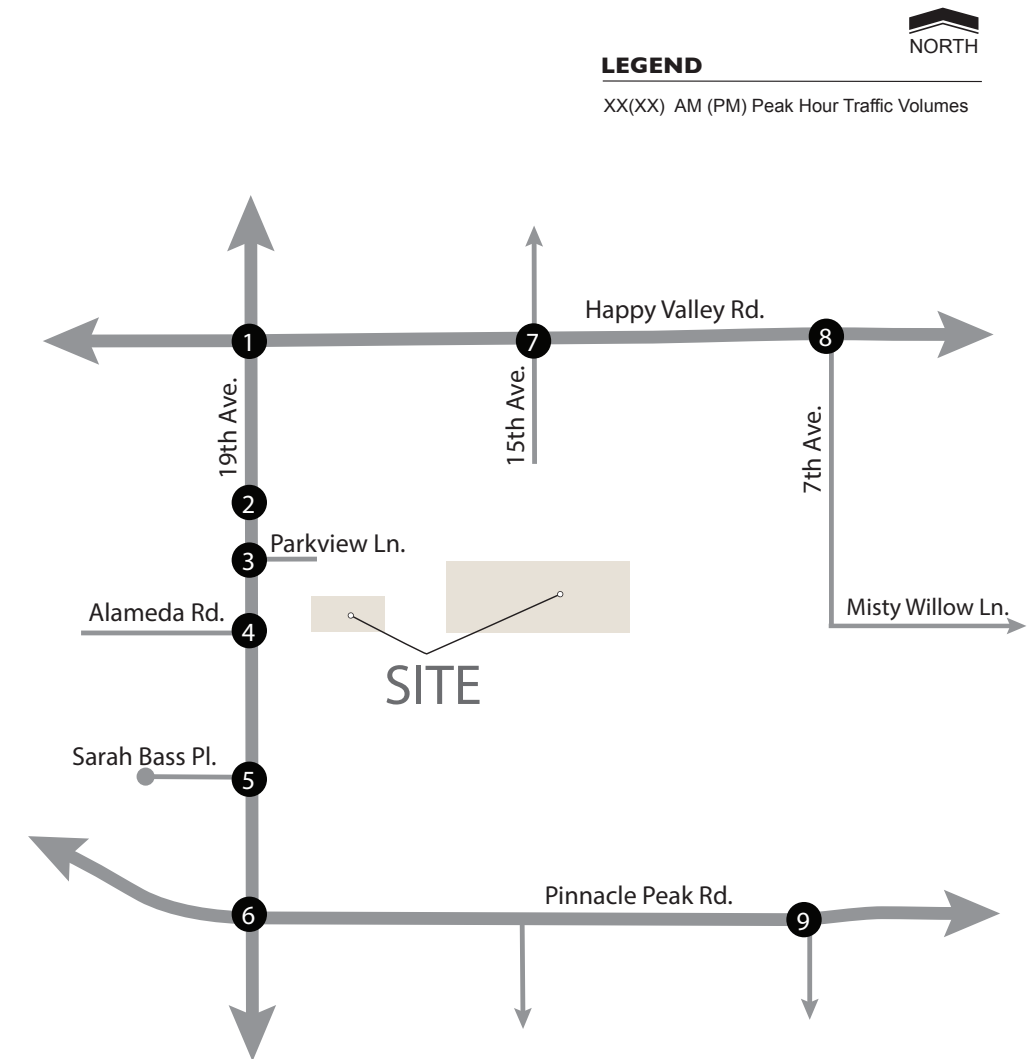 NORTH
LEGEND
XX(XX) AM (PM) Peak Hour Traffic Volumes
Happy Valley Rd.
1
7
8
19th Ave.
15th Ave.
7th Ave.
2
Parkview Ln.
3
Alameda Rd.
4
Misty Willow Ln.
SITE
Sarah Bass Pl.
5
Pinnacle Peak Rd.
6
9